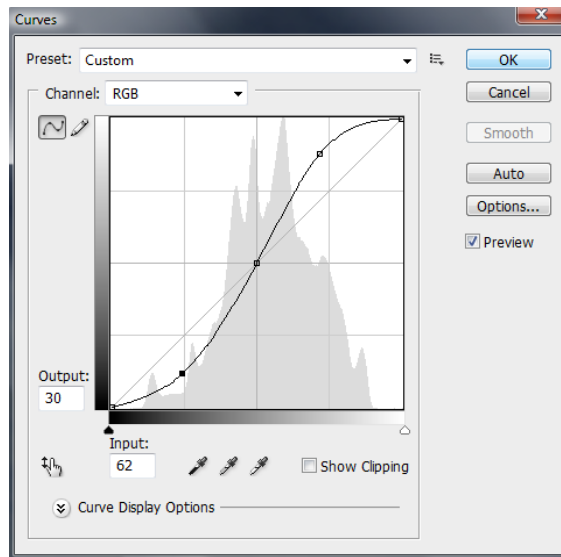 Curves
Preset: Custom
OK
Channel: RGB
Cancel
Smooth
Auto
Options...
Preview
Output:
30
Input:
62
Show Clipping
Curve Display Options